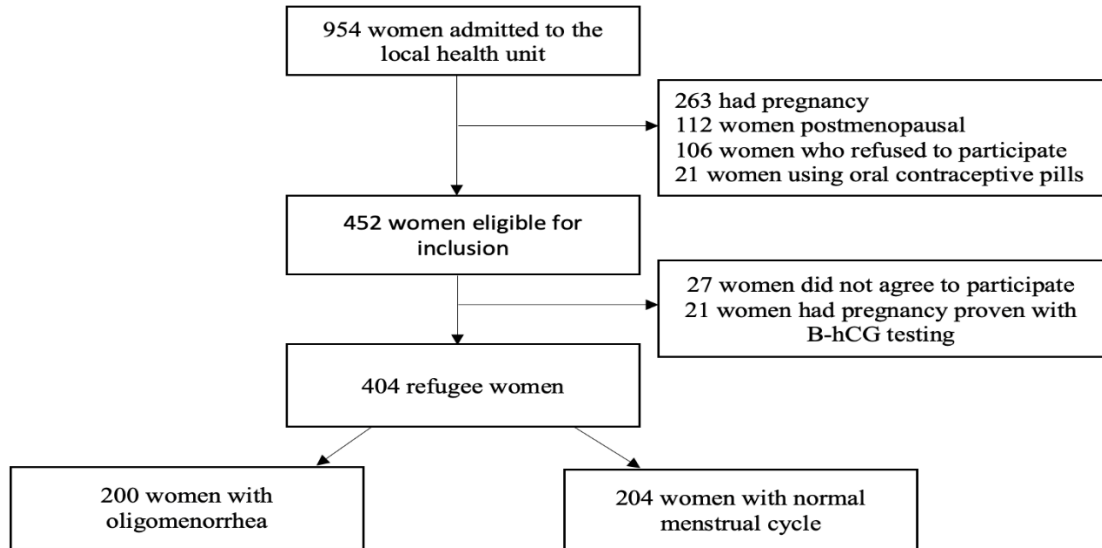 954 women admitted to the
local health unit
263 had pregnancy
112 women postmenopausal
106 women who refused to participate
21 women using oral contraceptive pills
452 women eligible for
inclusion
27 women did not agree to participate
21 women had pregnancy proven with
B-hCG testing
404 refugee women
200 women with
oligomenorrhea
204 women with normal
menstrual cycle